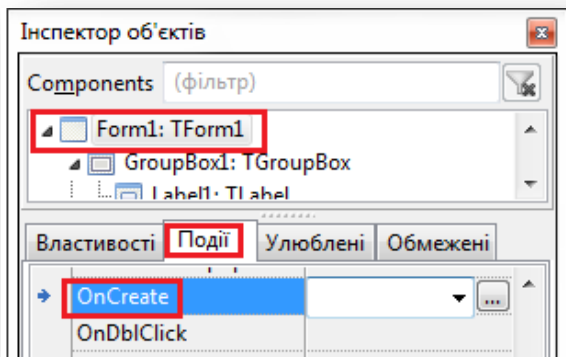 Інспектор об'єктів
Components (фільтр)
Form1: TForm1
GroupBox1: TGroupBox
Label1: TLabel
Властивості Події Улюблені Обмежені
OnCreate
OnDblClick